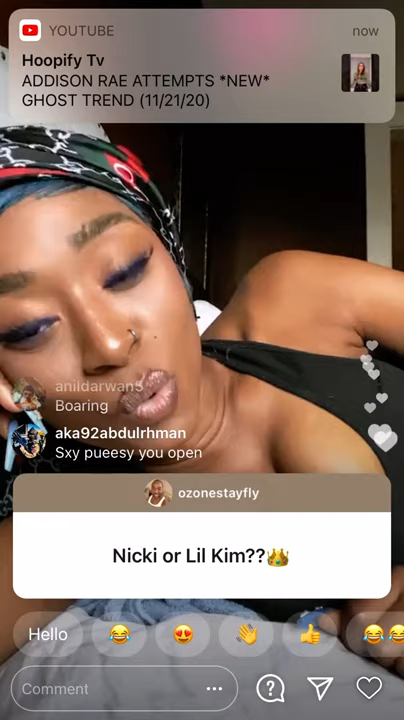 YOUTUBE
now
Hoopify Tv
ADDISON RAE ATTEMPTS *NEW*
GHOST TREND (11/21/20)
anildarwan5
Boaring
aka92abdulrhman
Sxy pueesy you open
ozonestayfly
Nicki or Lil Kim??👑
Hello
😂 😍 👋 👍 😂😂
Comment